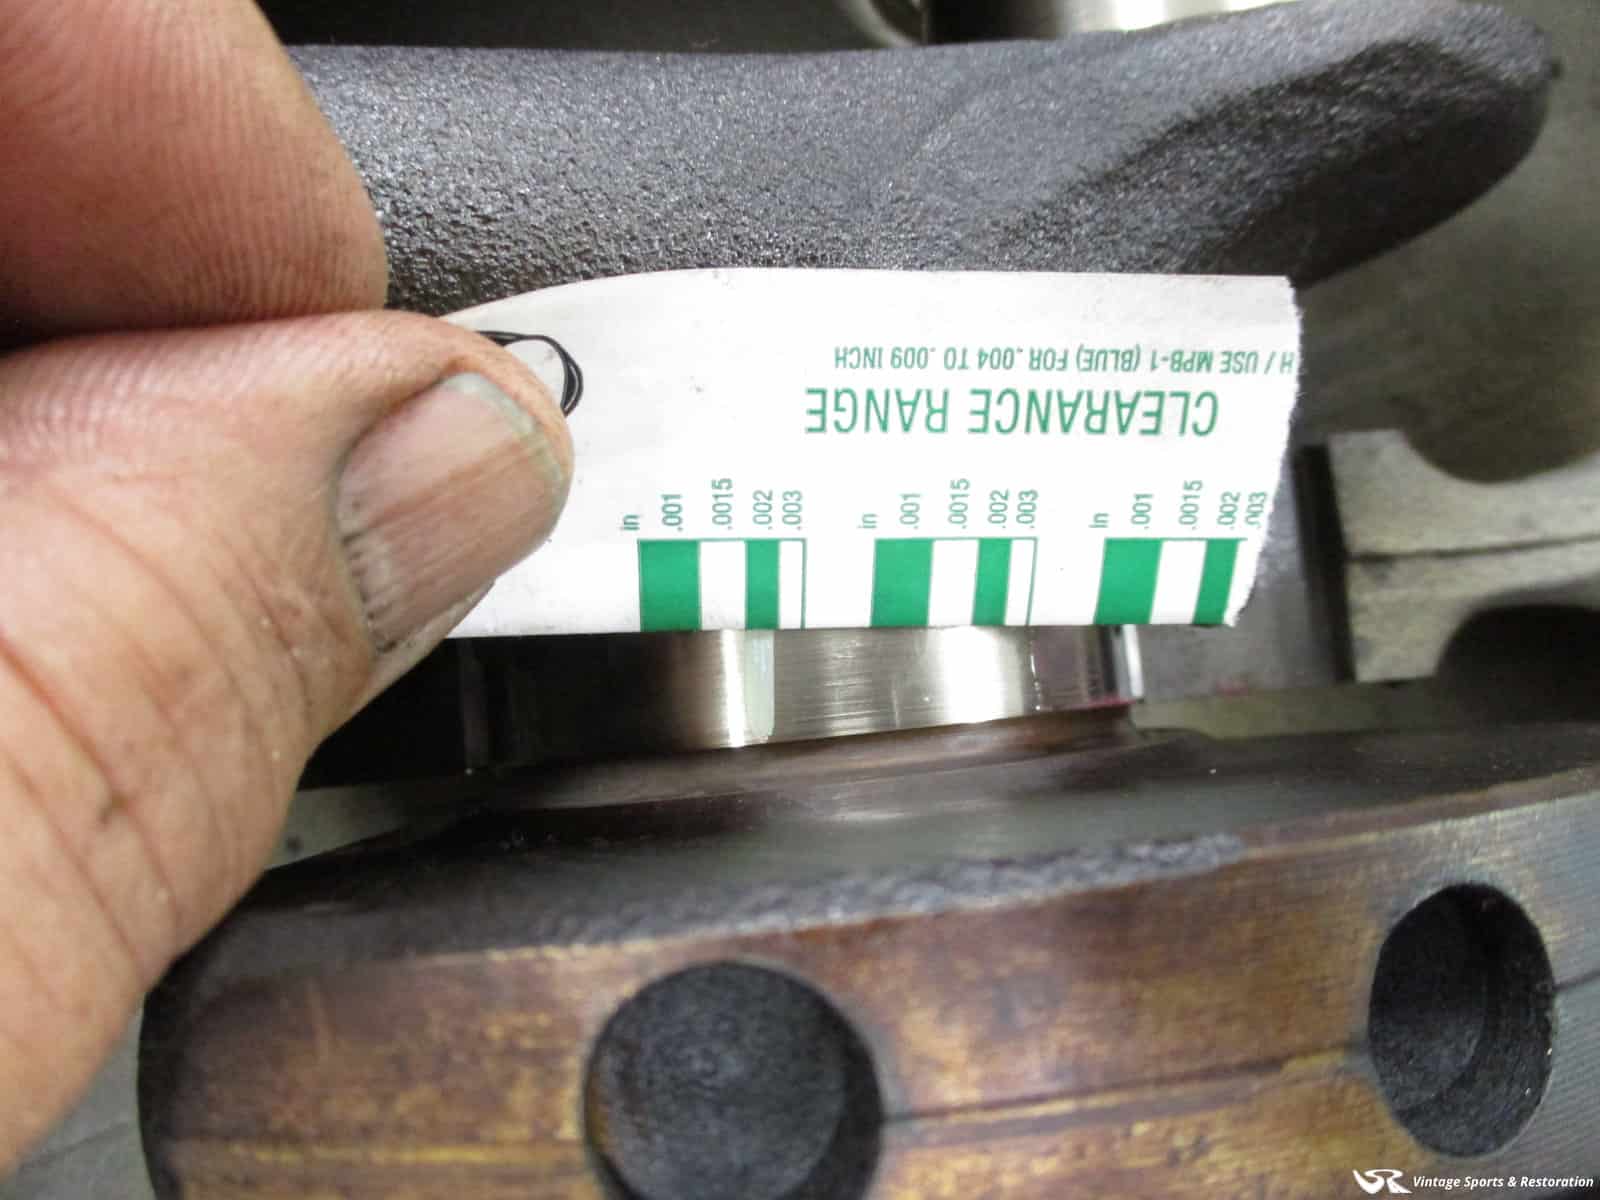 H / USE MPB-1 (BLUE) FOR .004 TO .009 INCH
CLEARANCE RANGE
in .001 .0015 .002 .003
in .001 .0015 .002 .003
in .001 .0015 .002 .003
Vintage Sports & Restoration